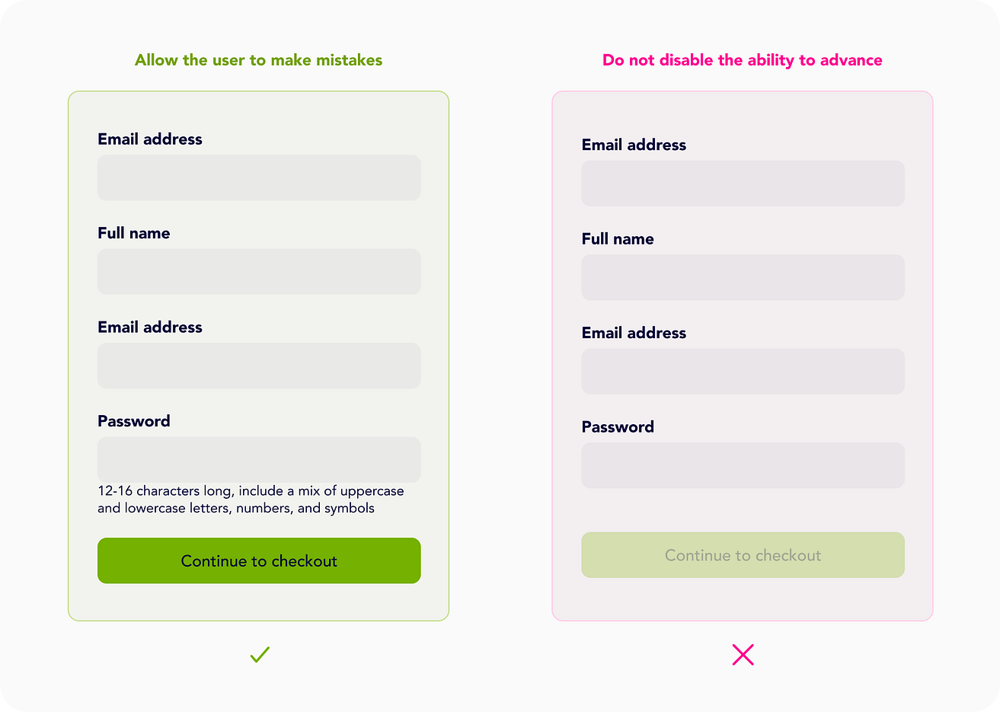 Allow the user to make mistakes
Email address
Full name
Email address
Password
12-16 characters long, include a mix of uppercase
and lowercase letters, numbers, and symbols
Continue to checkout
Do not disable the ability to advance
Email address
Full name
Email address
Password
Continue to checkout